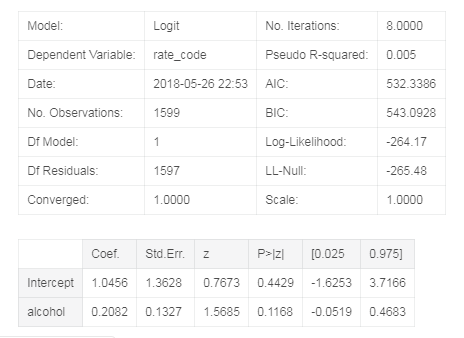 Model: Logit No. Iterations: 8.0000
Dependent Variable: rate_code Pseudo R-squared: 0.005
Date: 2018-05-26 22:53 AIC: 532.3386
No. Observations: 1599 BIC: 543.0928
Df Model: 1 Log-Likelihood: -264.17
Df Residuals: 1597 LL-Null: -265.48
Converged: 1.0000 Scale: 1.0000
Coef. Std.Err. z P>|z| [0.025 0.975]
Intercept 1.0456 1.3628 0.7673 0.4429 -1.6253 3.7166
alcohol 0.2082 0.1327 1.5685 0.1168 -0.0519 0.4683